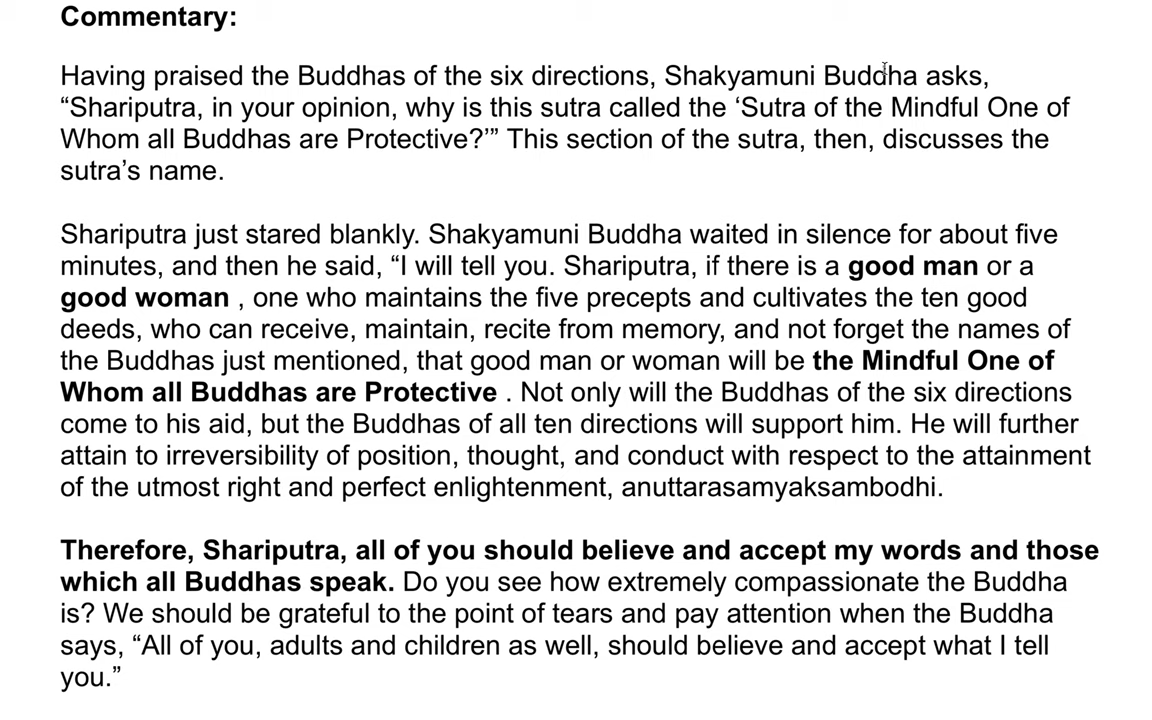 Commentary:
Having praised the Buddhas of the six directions, Shakyamuni Buddha asks,
“Shariputra, in your opinion, why is this sutra called the ‘Sutra of the Mindful One of
Whom all Buddhas are Protective?’” This section of the sutra, then, discusses the
sutra’s name.
Shariputra just stared blankly. Shakyamuni Buddha waited in silence for about five
minutes, and then he said, “I will tell you. Shariputra, if there is a good man or a
good woman , one who maintains the five precepts and cultivates the ten good
deeds, who can receive, maintain, recite from memory, and not forget the names of
the Buddhas just mentioned, that good man or woman will be the Mindful One of
Whom all Buddhas are Protective . Not only will the Buddhas of the six directions
come to his aid, but the Buddhas of all ten directions will support him. He will further
attain to irreversibility of position, thought, and conduct with respect to the attainment
of the utmost right and perfect enlightenment, anuttarasamyaksambodhi.
Therefore, Shariputra, all of you should believe and accept my words and those
which all Buddhas speak. Do you see how extremely compassionate the Buddha
is? We should be grateful to the point of tears and pay attention when the Buddha
says, “All of you, adults and children as well, should believe and accept what I tell
you.”